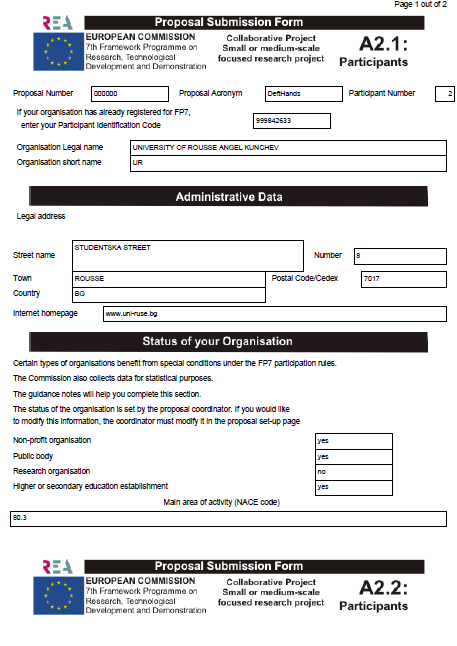 Page 1 out of 2
REA
Proposal Submission Form
EUROPEAN COMMISSION
7th Framework Programme on
Research, Technological
Development and Demonstration
Collaborative Project
Small or medium-scale
focused research project
A2.1:
Participants
Proposal Number 000000 Proposal Acronym DeftHands Participant Number 2
If your organisation has already registered for FP7,
enter your Participant Identification Code 999842633
Organisation Legal name UNIVERSITY OF ROUSSE ANGEL KUNCHEV
Organisation short name UR
Administrative Data
Legal address
Street name STUDENTSKA STREET Number 8
Town ROUSSE Postal Code/Cedex 7017
Country BG
Internet homepage www.uni-ruse.bg
Status of your Organisation
Certain types of organisations benefit from special conditions under the FP7 participation rules.
The Commission also collects data for statistical purposes.
The guidance notes will help you complete this section.
The status of the organisation is set by the proposal coordinator. If you would like
to modify this information, the coordinator must modify it in the proposal set-up page
Non-profit organisation yes
Public body yes
Research organisation no
Higher or secondary education establishment yes
Main area of activity (NACE code)
80.3
REA
Proposal Submission Form
EUROPEAN COMMISSION
7th Framework Programme on
Research, Technological
Development and Demonstration
Collaborative Project
Small or medium-scale
focused research project
A2.2:
Participants